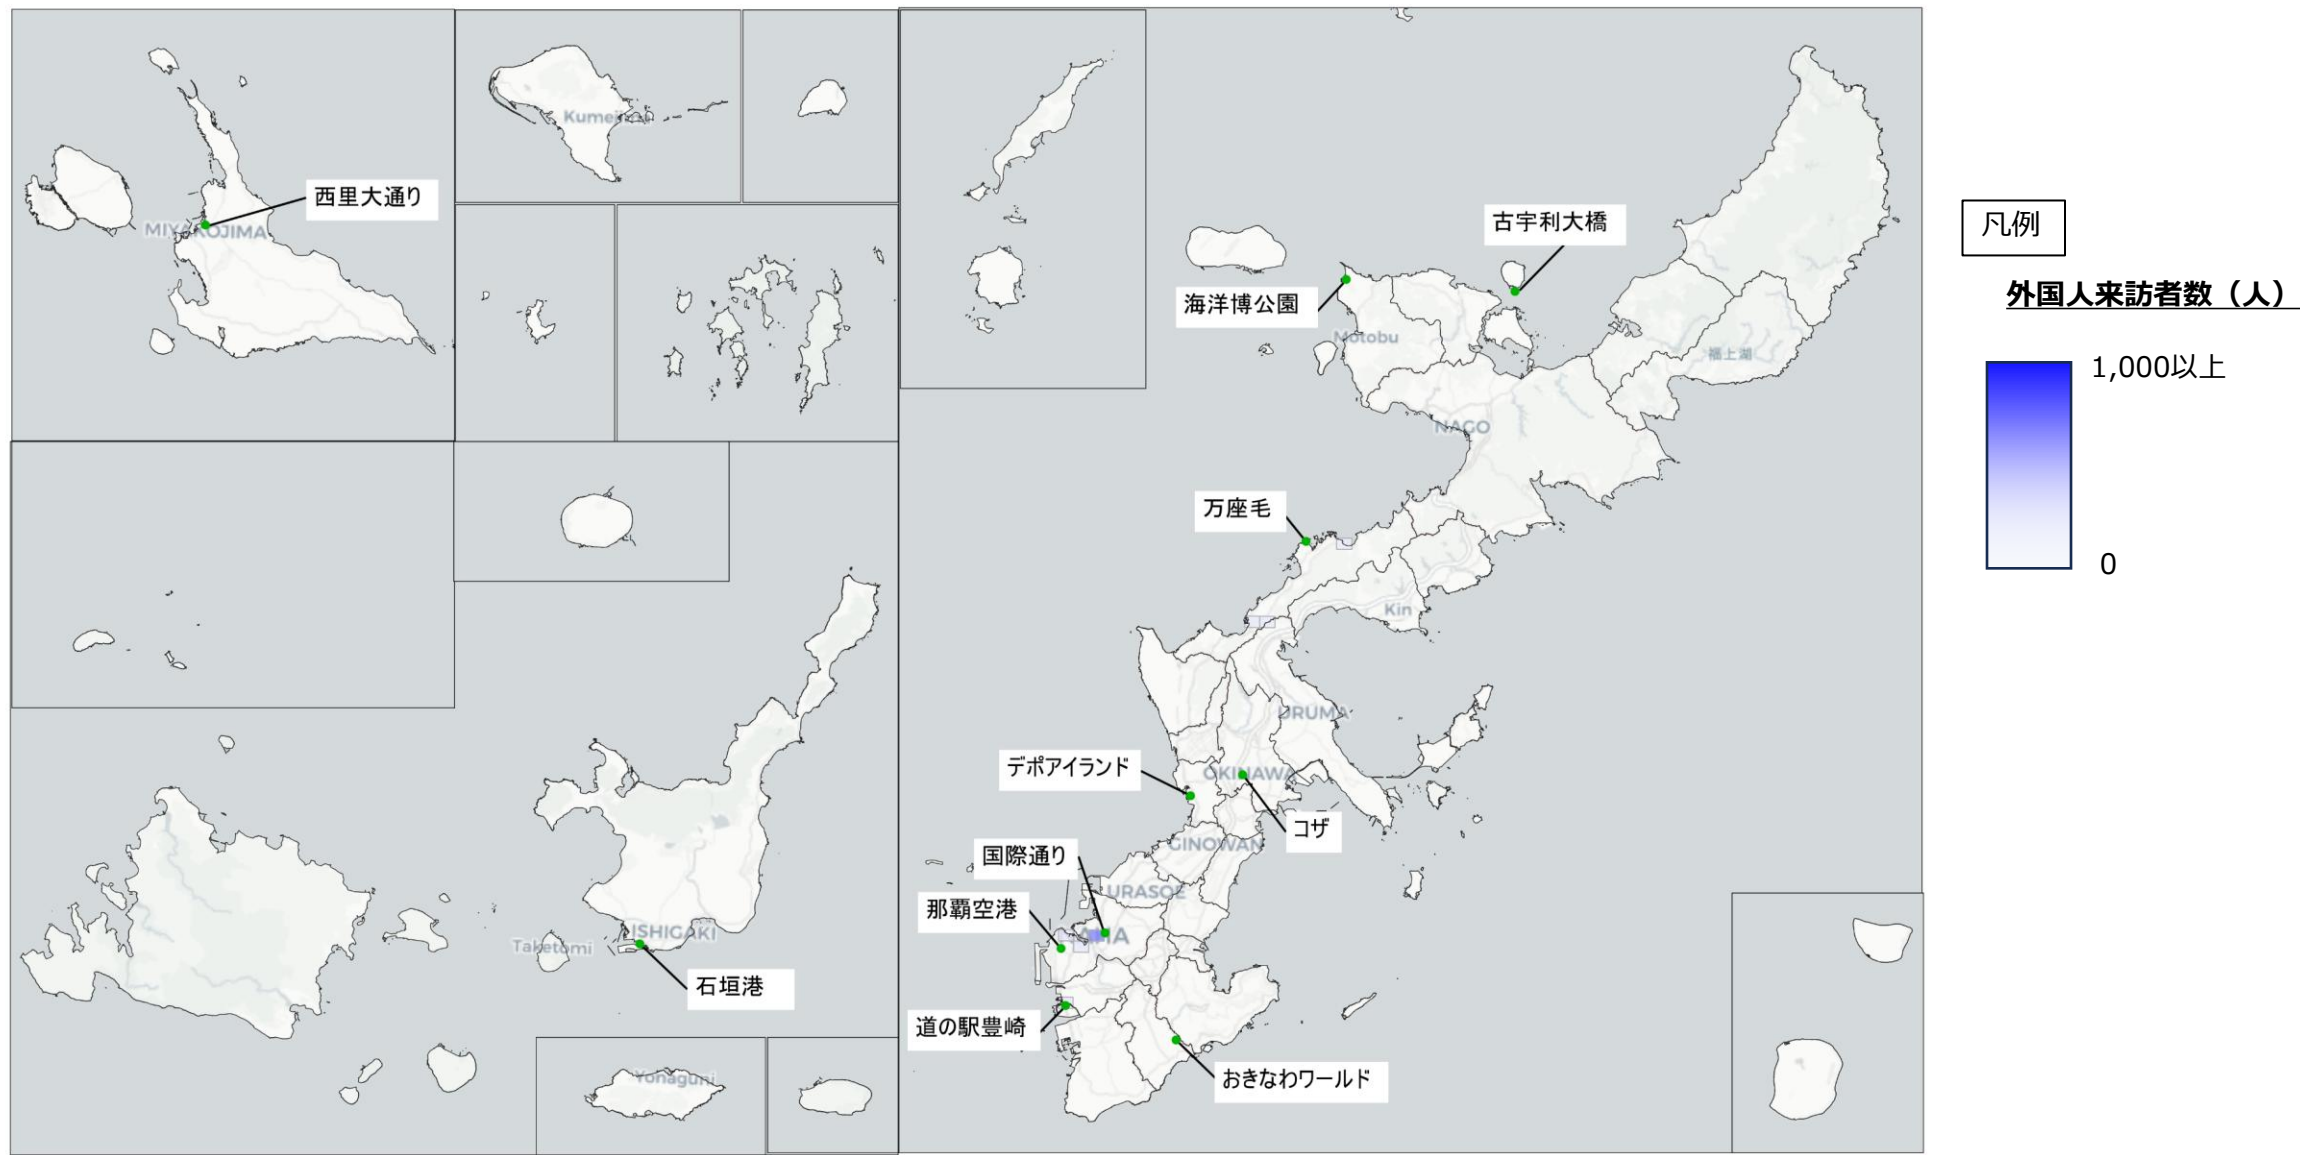 Kumejima
西里大通り
MIYAKOJIMA
古宇利大橋
海洋博公園
Motobu
福上湖
NAGO
万座毛
Kin
URUMA
デポアイランド
OKINAWA
コザ
GINOWAN
国際通り
URASOE
那覇空港
NAHA
道の駅豊崎
おきなわワールド
Taketomi
ISHIGAKI
石垣港
Yonaguni
凡例
外国人来訪者数（人）
1,000以上
0